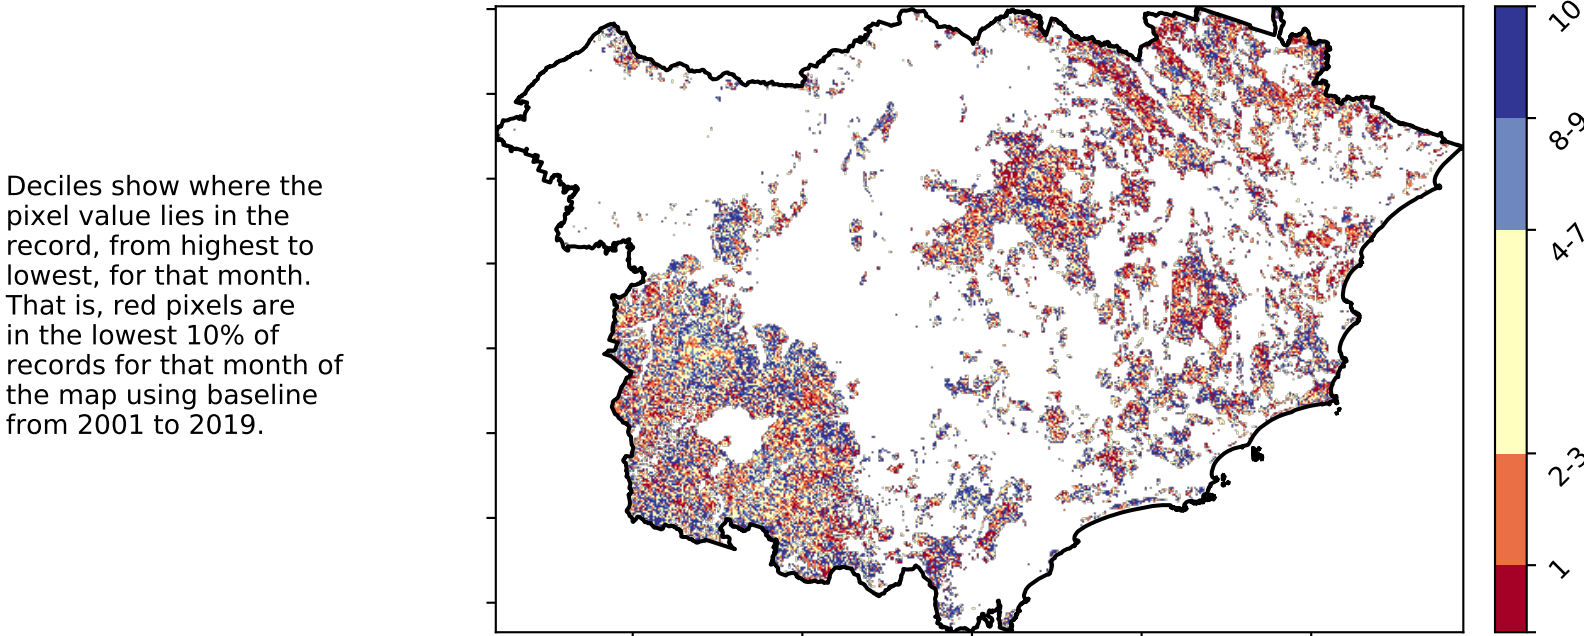 Deciles show where the
pixel value lies in the
record, from highest to
lowest, for that month.
That is, red pixels are
in the lowest 10% of
records for that month of
the map using baseline
from 2001 to 2019.
10
8-9
4-7
2-3
1